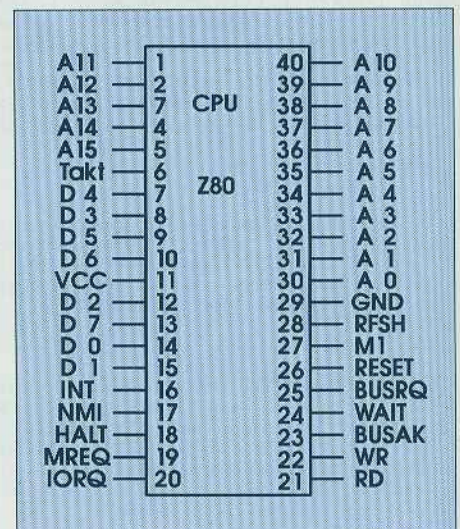 A11 1 40 A 10
A12 2 39 A 9
A13 7 CPU 38 A 8
A14 4 37 A 7
A15 5 36 A 6
Takt 6 35 A 5
D 4 7 Z80 34 A 4
D 3 8 33 A 3
D 5 9 32 A 2
D 6 10 31 A 1
VCC 11 30 A 0
D 2 12 29 GND
D 7 13 28 RFSH
D 0 14 27 M1
D 1 15 26 RESET
INT 16 25 BUSRQ
NMI 17 24 WAIT
HALT 18 23 BUSAK
MREQ 19 22 WR
IORQ 20 21 RD